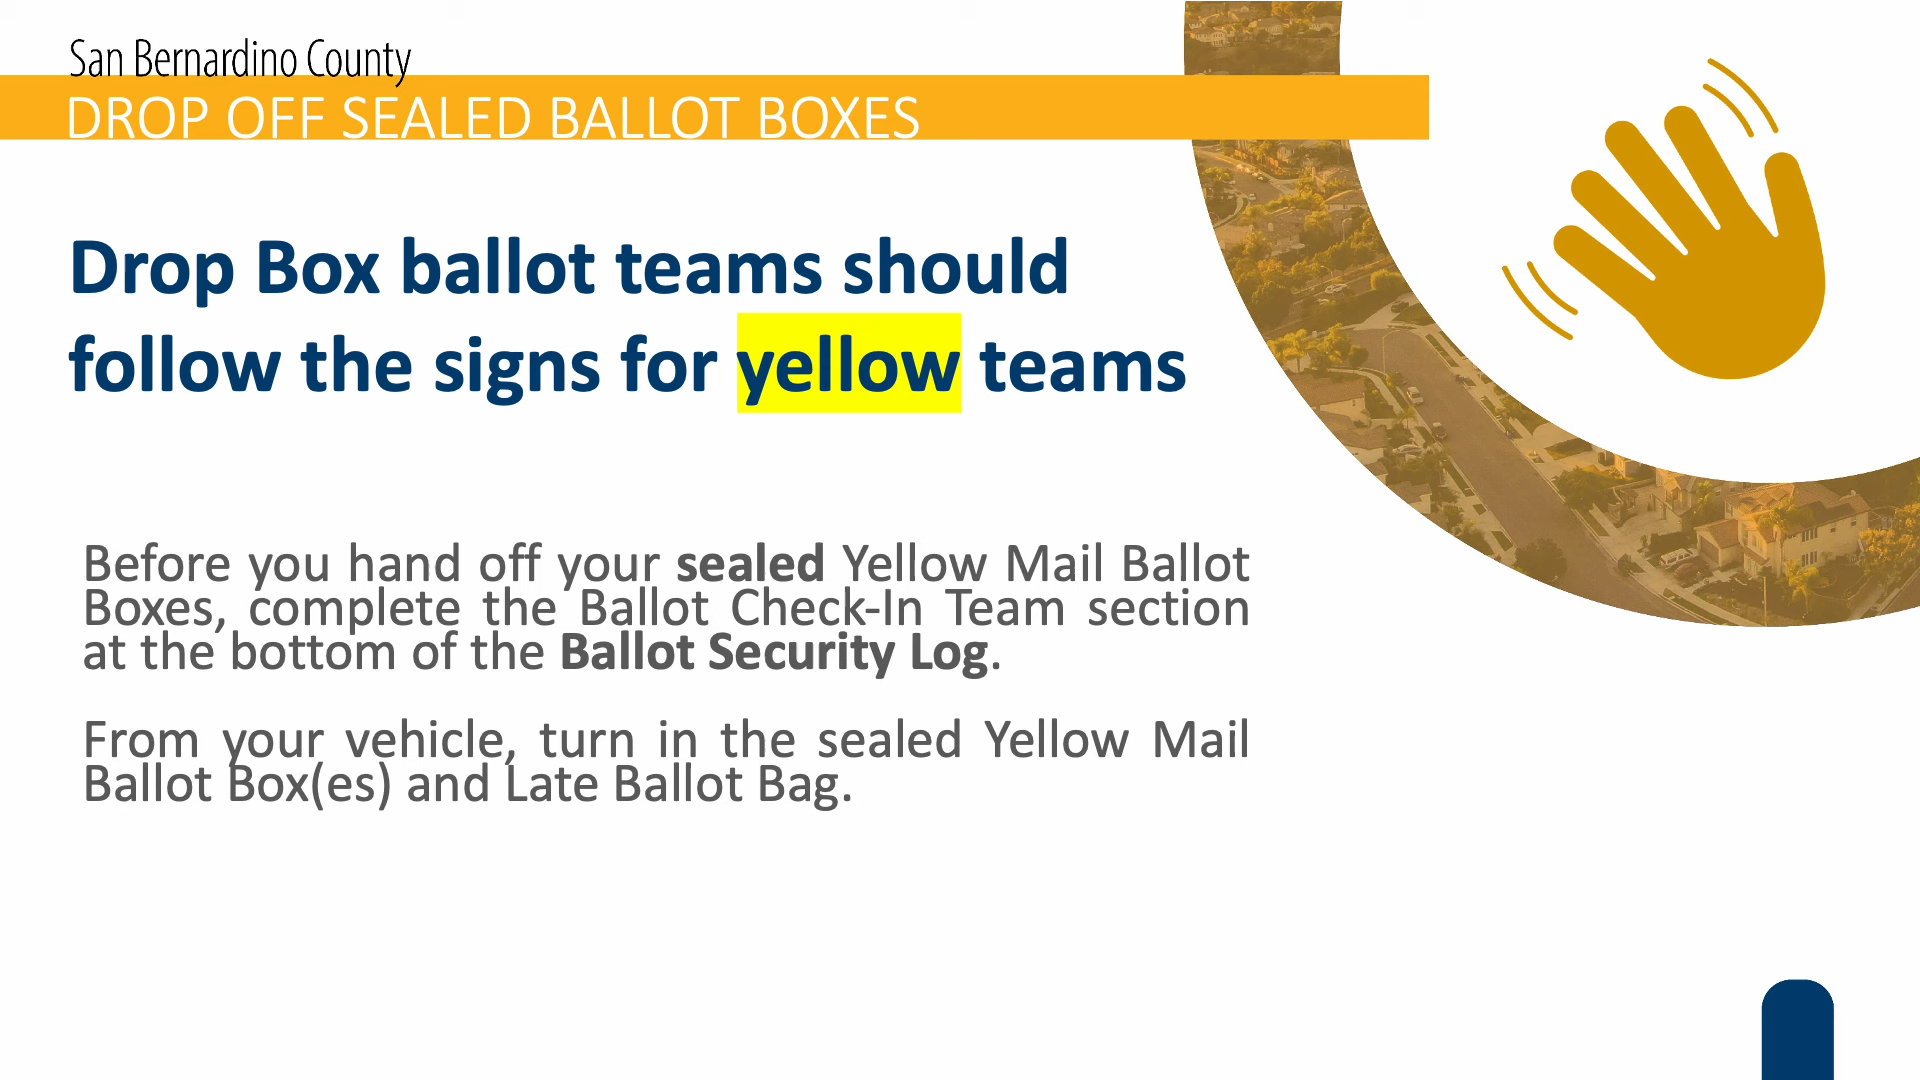 San Bernardino County
DROP OFF SEALED BALLOT BOXES
Drop Box ballot teams should
follow the signs for yellow teams
Before you hand off your sealed Yellow Mail Ballot
Boxes, complete the Ballot Check-In Team section
at the bottom of the Ballot Security Log.
From your vehicle, turn in the sealed Yellow Mail
Ballot Box(es) and Late Ballot Bag.